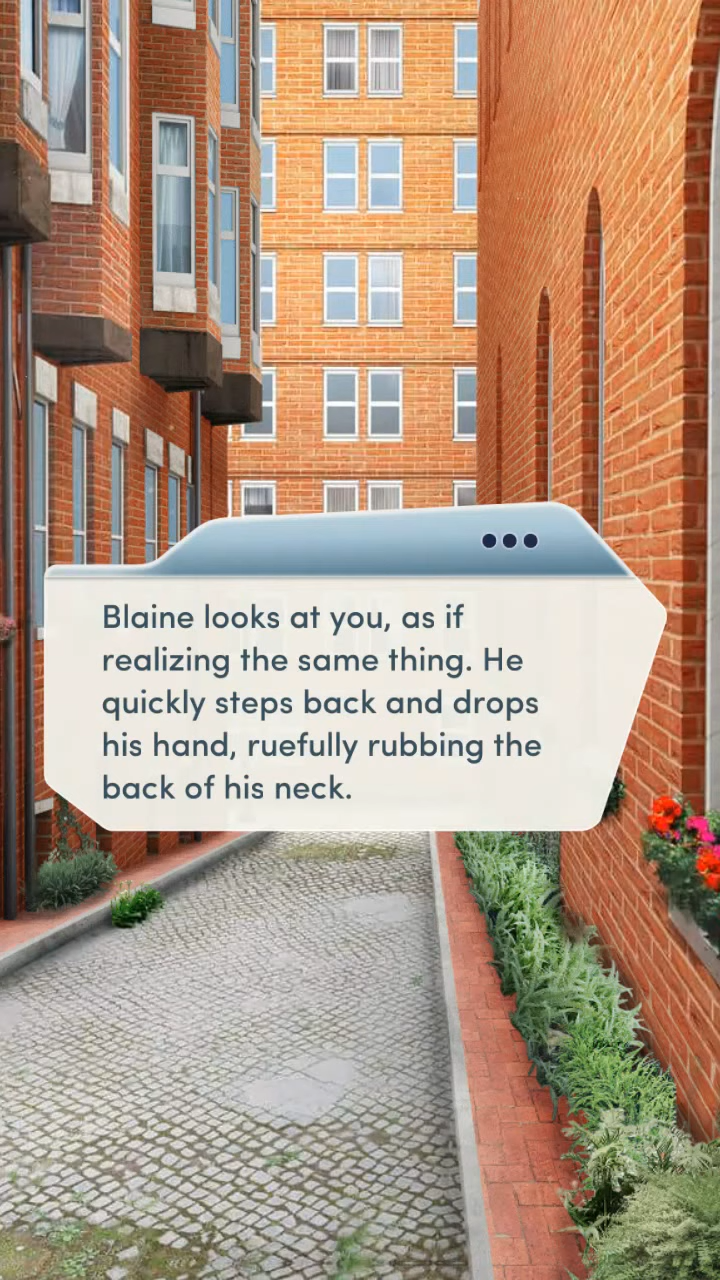 Blaine looks at you, as if
realizing the same thing. He
quickly steps back and drops
his hand, ruefully rubbing the
back of his neck.